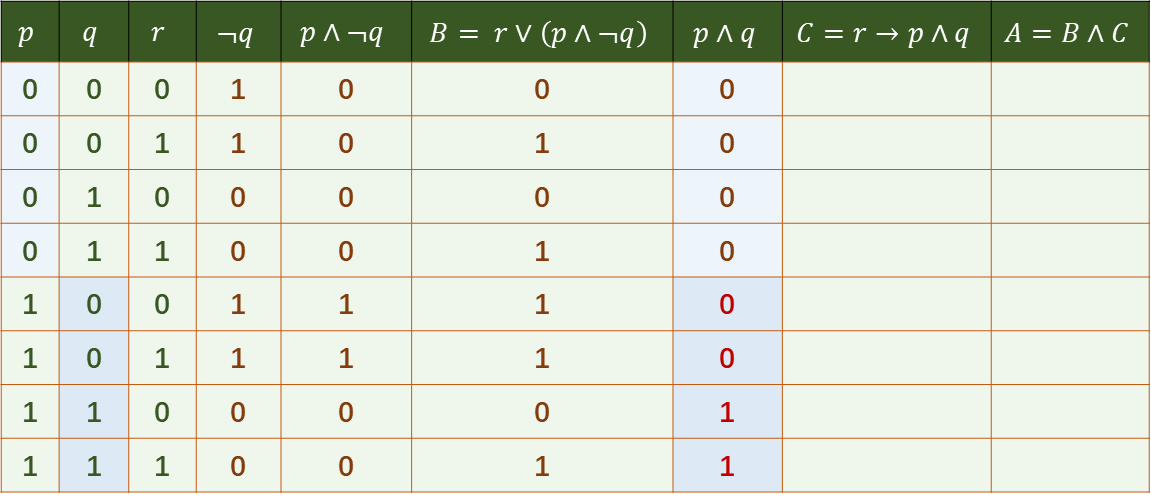 p q r ¬q p ∧ ¬q B = r ∨ (p ∧ ¬q) p ∧ q C = r → p ∧ q A = B ∧ C
0 0 0 1 0 0 0
0 0 1 1 0 1 0
0 1 0 0 0 0 0
0 1 1 0 0 1 0
1 0 0 1 1 1 0
1 0 1 1 1 1 0
1 1 0 0 0 0 1
1 1 1 0 0 1 1